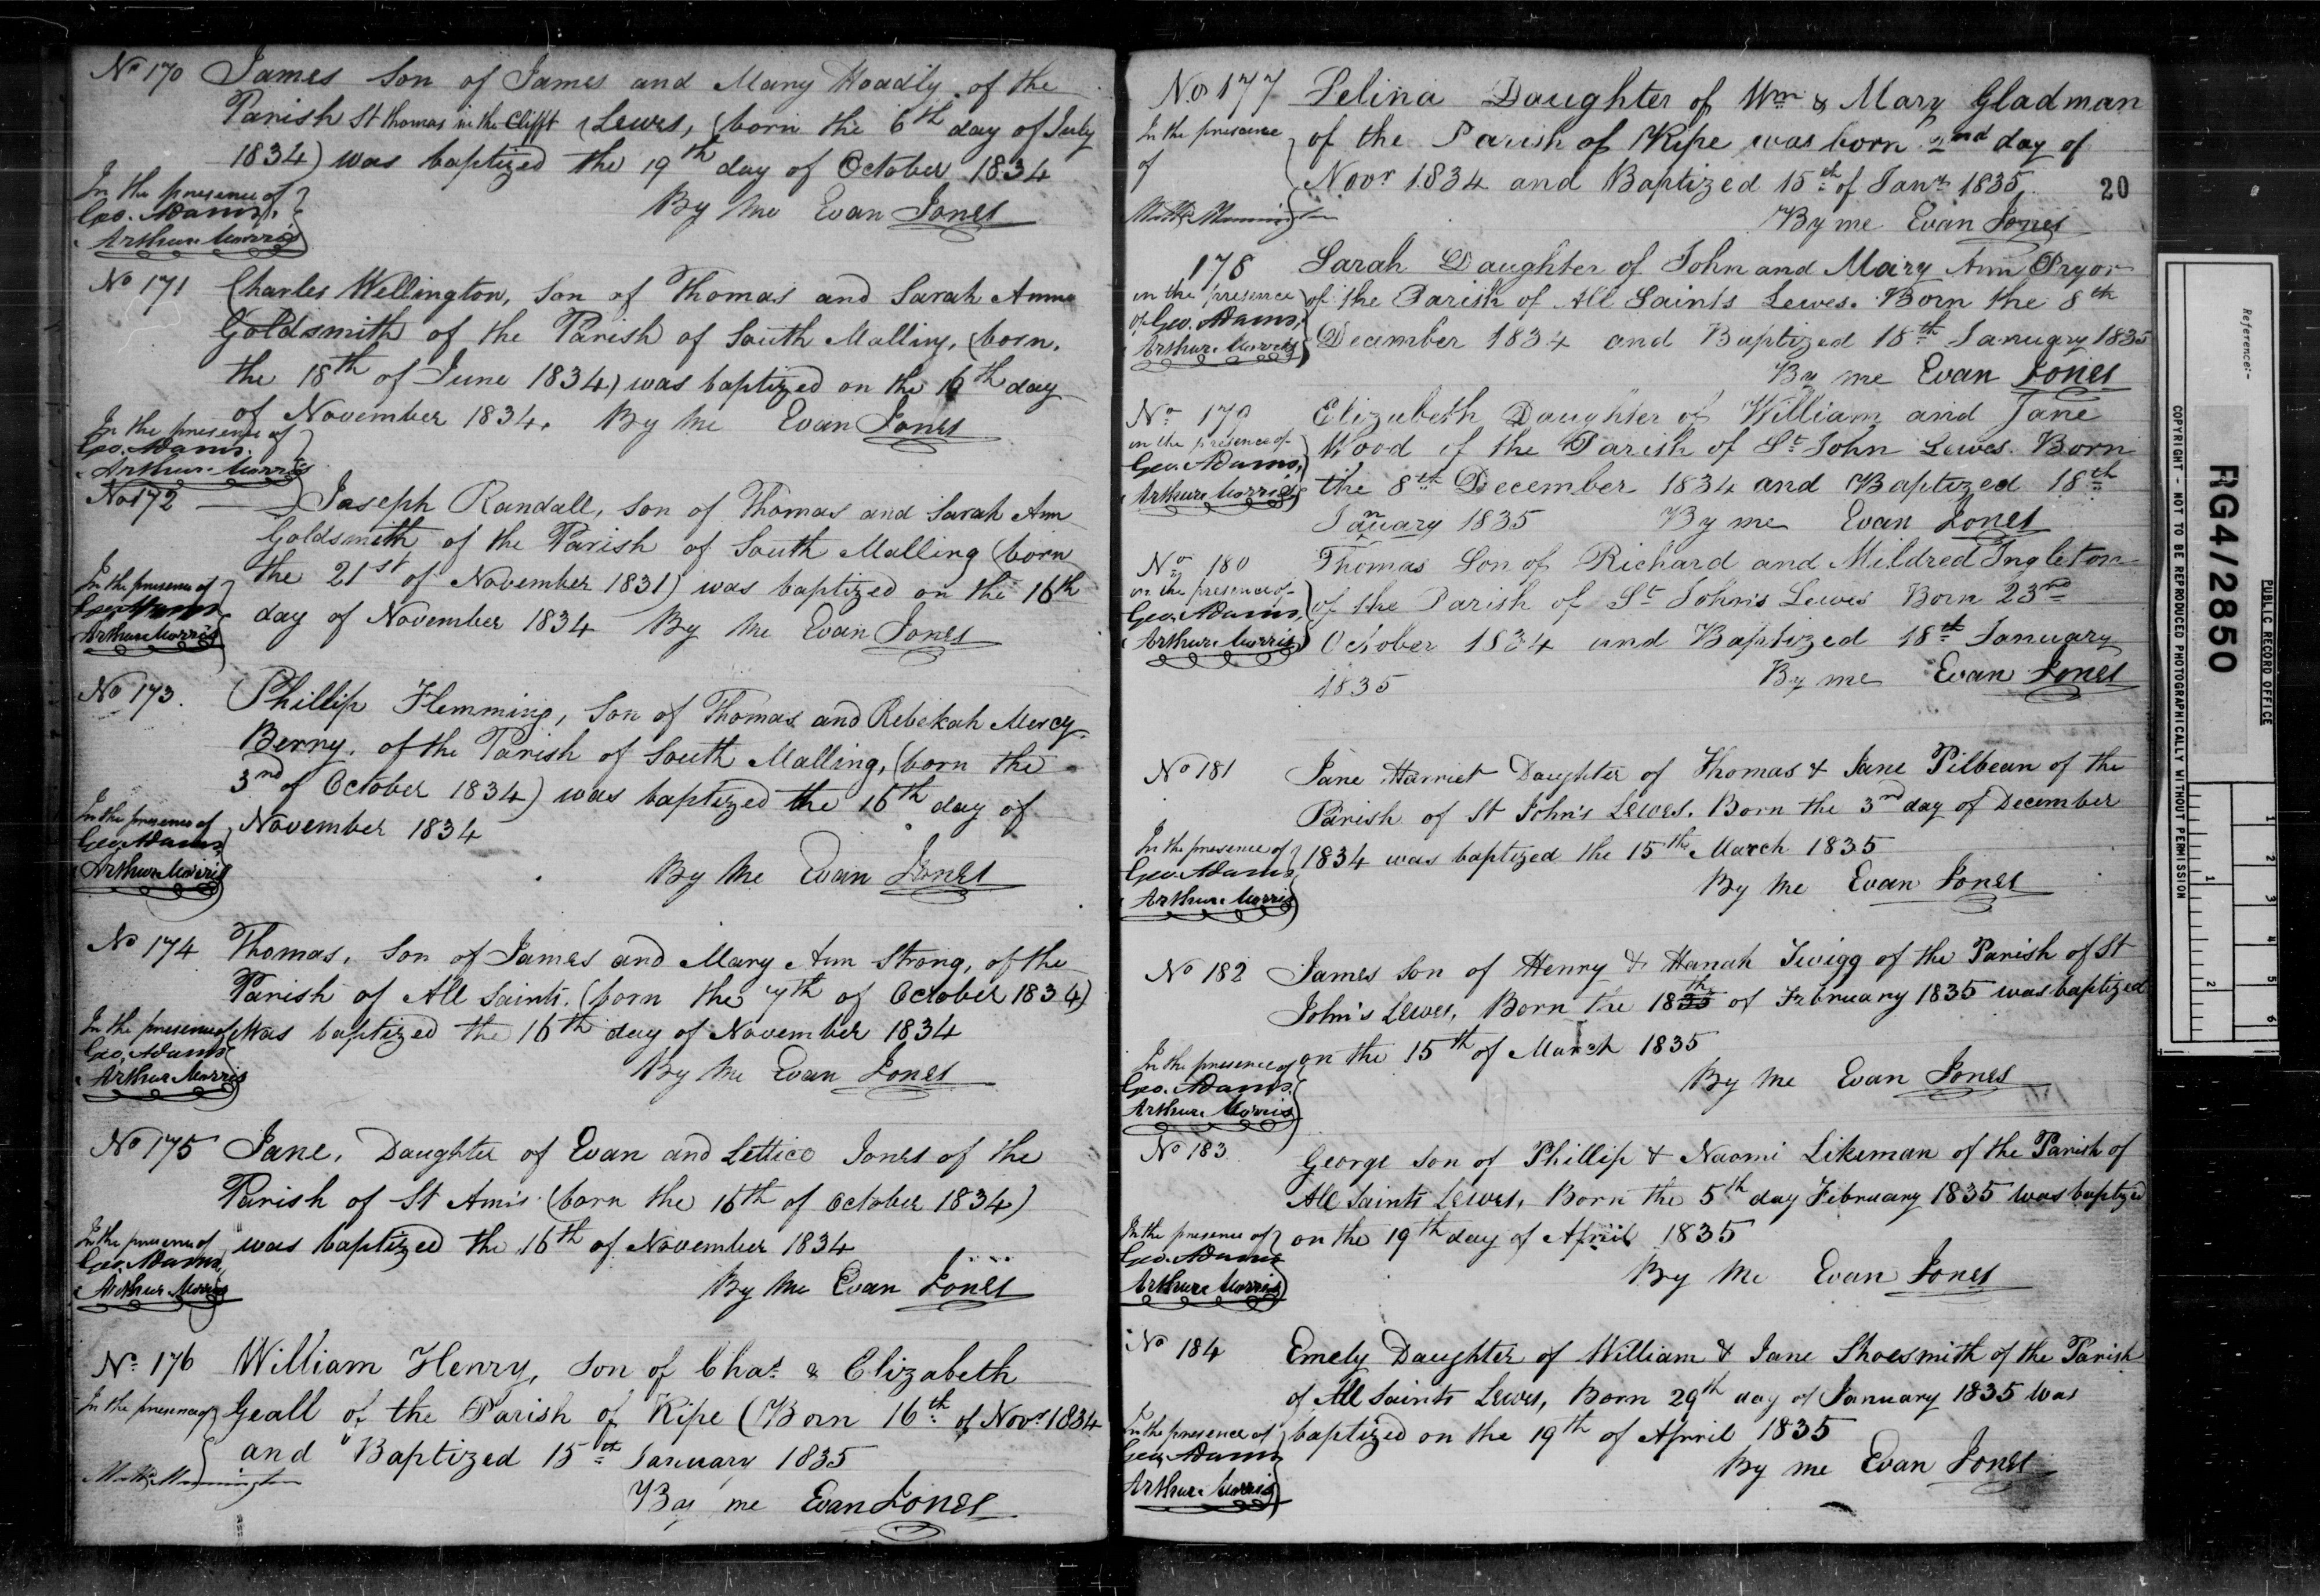 No 170 James Son of James and Mary Hoadly of the
Parish St thomas in the Clifft (Lewes, (born the 6th day of July
1834) was baptized the 19th day of October 1834
In the presence of
Geo. Adams,
Arthur Morris
By Me Evan Jones
No 171 Charles Wellington, Son of Thomas and Sarah Anne
Goldsmith of the Parish of South Malling, (born.
the 18th of June 1834) was baptized on the 16th day
of November 1834. By Me Evan Jones
In the presence of
Geo. Adams.
Arthur Morris
No 172 Joseph Randall, Son of Thomas and Sarah Ann
Goldsmith of the Parish of South Malling (born
the 21st of November 1831) was baptized on the 16th
day of November 1834 By Me Evan Jones
In the presence of
Geo Adams
Arthur Morris
No 173. Phillip Flemming, Son of Thomas and Rebekah Mercy
Berry. of the Parish of South Malling, (born the
3nd of October 1834) was baptized the 16th day of
November 1834
In the presence of
Geo. Adams
Arthur Morris
By Me Evan Jones
No 174 Thomas, Son of James and Mary Ann Strong, of the
Parish of All Saints. (born the 7th of October 1834)
Was baptized the 16th day of November 1834
In the presence of
Geo, Adams
Arthur Morris
By Me Evan Jones
No 175 Jane, Daughter of Evan and Lettice Jones of the
Parish of St Ann's (born the 16th of October 1834)
was baptized the 16th of November 1834
In the presence of
Geo. Adams,
Arthur Morris
By Me Evan Jones
No 176 William Henry, Son of Chas & Elizabeth
Geall of the Parish of Ripe (Born 16th of Novr 1834
and Baptized 15th January 1835
In the presence of
By me Evan Jones
No 177 Selina Daughter of Wm & Mary Gladman
of the Parish of Ripe was born 2nd day of
Novr 1834 and Baptized 15th of Jany 1835,
In the presence
of
20
By me Evan Jones
178 Sarah Daughter of John and Mary Ann Pryor
of the Parish of All Saints Lewes. Born the 8th
December 1834 and Baptized 18th January 1835
in the presence
of Geo. Adams,
Arthur Morris
By me Evan Jones
No 179 Elizabeth Daughter of William and Jane
Wood of the Parish of St John Lewes. Born
the 8th December 1834 and Baptized 18th
January 1835 By me Evan Jones
in the presence of
Geo. Adams,
Arthur Morris
No 180 Thomas Son of Richard and Mildred Ingleton
of the Parish of St John's Lewes Born 23rd
October 1834 and Baptized 18th January
1835 By me Evan Jones
in the presence of
Geo. Adams,
Arthur Morris
No 181 Jane Harriet Daughter of Thomas & Jane Pilbean of the
Parish of St John's Lewes. Born the 3nd day of December
1834 was baptized the 15th March 1835
In the presence of
Geo. Adams
Arthur Morris
By Me Evan Jones
No 182 James Son of Henry & Hanah Twigg of the Parish of St
John's Lewes, Born the 18th of February 1835 was baptized
on the 15th of March 1835
In the presence of
Geo. Adams.
Arthur Morris
By Me Evan Jones
No 183 George Son of Phillip & Naomi Likeman of the Parish of
All Saints Lewes, Born the 5th day February 1835 was baptized
on the 19th day of April 1835
In the presence of
Geo. Adams
Arthur Morris
By Me Evan Jones
No 184 Emely Daughter of William & Jane Shoesmith of the Parish
of All Saints Lewes, Born 29th day of January 1835 was
baptized on the 19th of April 1835
In the presence of
Geo, Adams
Arthur Morris
By me Evan Jones
Reference:-
PUBLIC RECORD OFFICE
RG4/2850
COPYRIGHT - NOT TO BE REPRODUCED PHOTOGRAPHICALLY WITHOUT PERMISSION
1 2 3 4 5 6
1 2